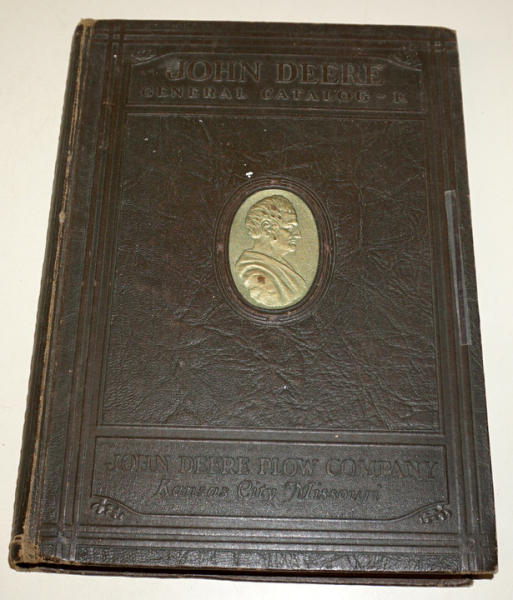 JOHN DEERE
GENERAL CATALOG - K
JOHN DEERE PLOW COMPANY
Kansas City Missouri